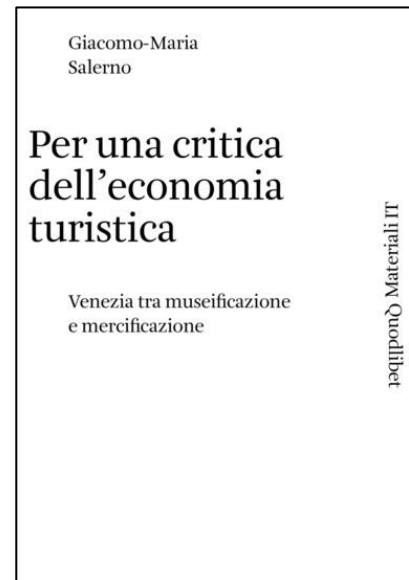 Giacomo-Maria
Salerno
Per una critica
dell'economia
turistica
Venezia tra museificazione
e mercificazione
Quodlibet Materiali IT